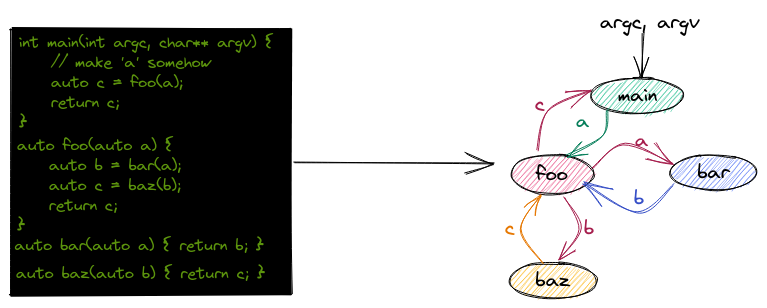 int main(int argc, char** argv) {
// make 'a' somehow
auto c = foo(a);
return c;
}
auto foo(auto a) {
auto b = bar(a);
auto c = baz(b);
return c;
}
auto bar(auto a) { return b; }
auto baz(auto b) { return c; }
argc, argv
main
c
a
a
foo
bar
b
c
b
baz